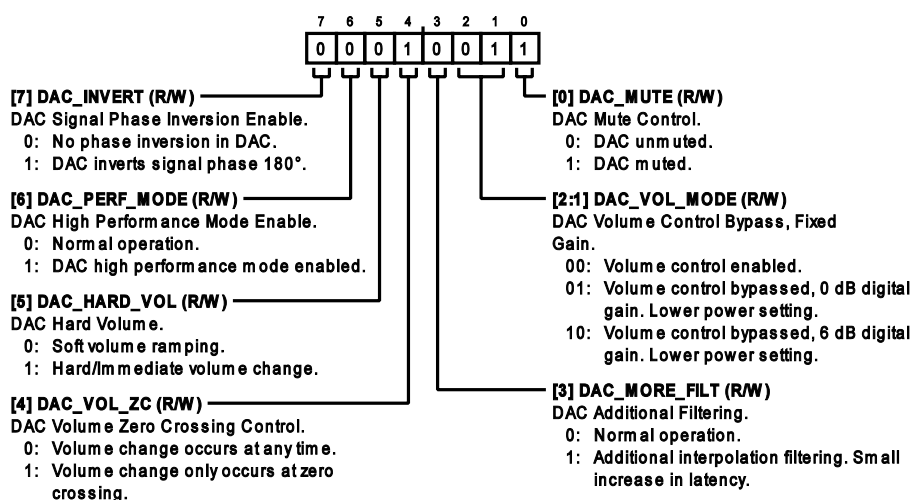 7 6 5 4 3 2 1 0
0 0 0 1 0 0 1 1
[7] DAC_INVERT (R/W)
DAC Signal Phase Inversion Enable.
0: No phase inversion in DAC.
1: DAC inverts signal phase 180°.
[6] DAC_PERF_MODE (R/W)
DAC High Performance Mode Enable.
0: Normal operation.
1: DAC high performance mode enabled.
[5] DAC_HARD_VOL (R/W)
DAC Hard Volume.
0: Soft volume ramping.
1: Hard/Immediate volume change.
[4] DAC_VOL_ZC (R/W)
DAC Volume Zero Crossing Control.
0: Volume change occurs at any time.
1: Volume change only occurs at zero
crossing.
[0] DAC_MUTE (R/W)
DAC Mute Control.
0: DAC unmuted.
1: DAC muted.
[2:1] DAC_VOL_MODE (R/W)
DAC Volume Control Bypass, Fixed
Gain.
00: Volume control enabled.
01: Volume control bypassed, 0 dB digital
gain. Lower power setting.
10: Volume control bypassed, 6 dB digital
gain. Lower power setting.
[3] DAC_MORE_FILT (R/W)
DAC Additional Filtering.
0: Normal operation.
1: Additional interpolation filtering. Small
increase in latency.